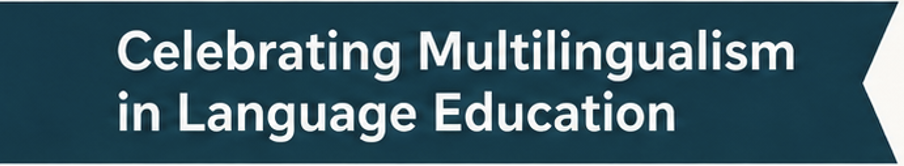 Celebrating Multilingualism
in Language Education